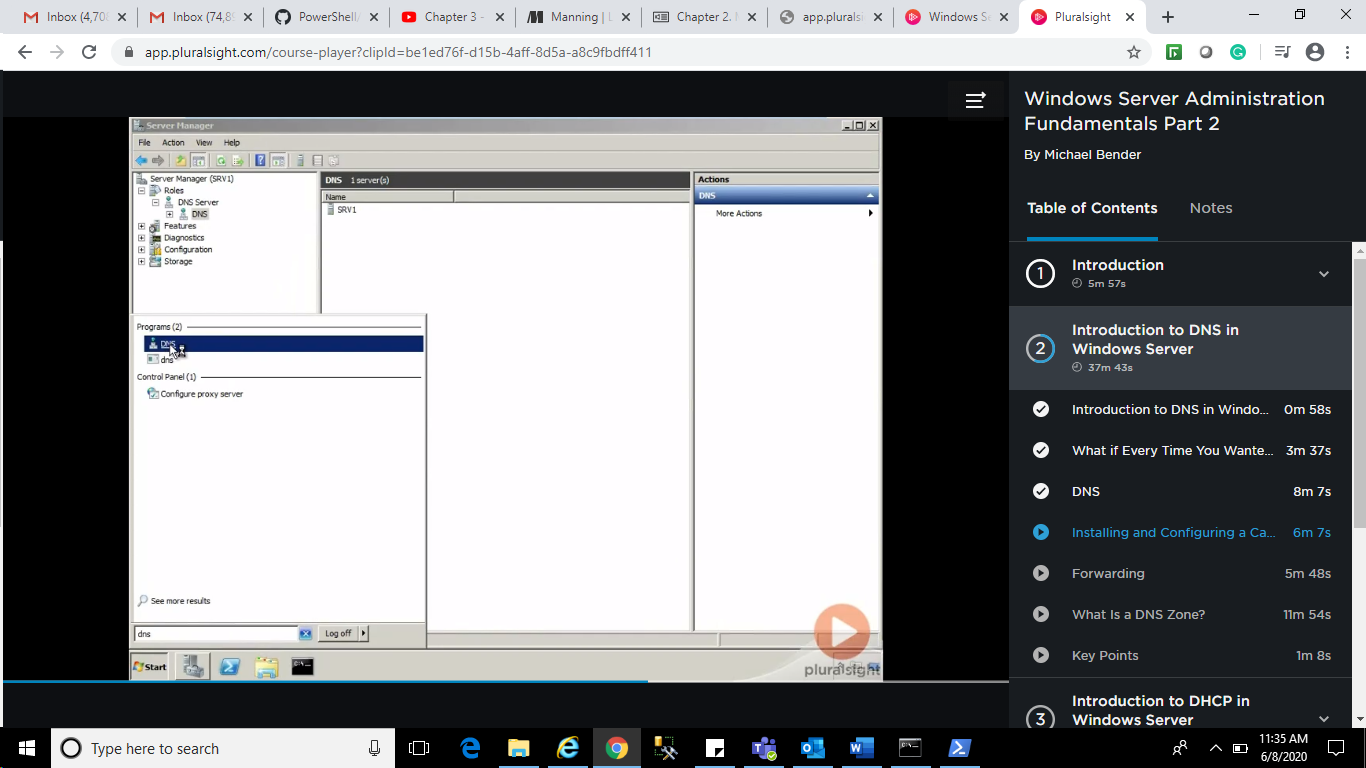 Inbox (4,708
Inbox (74,89
PowerShell/
Chapter 3 -
Manning | L
Chapter 2.
app.plurals
Windows Se
Pluralsight
app.pluralsight.com/course-player?clipId=be1ed76f-d15b-4aff-8d5a-a8c9fbdff411
Server Manager
File Action View Help
Server Manager (SRV1)
Roles
DNS Server
DNS
Features
Diagnostics
Configuration
Storage
DNS 1 server(s)
Name
SRV1
Actions
DNS
More Actions
Programs (2)
DNS
dns
Control Panel (1)
Configure proxy server
See more results
dns
Log off
Start
pluralsight
Windows Server Administration
Fundamentals Part 2
By Michael Bender
Table of Contents
Notes
1
Introduction
5m 57s
2
Introduction to DNS in
Windows Server
37m 43s
Introduction to DNS in Windo... 0m 58s
What if Every Time You Wante... 3m 37s
DNS 8m 7s
Installing and Configuring a Ca... 6m 7s
Forwarding 5m 48s
What Is a DNS Zone? 11m 54s
Key Points 1m 8s
3
Introduction to DHCP in
Windows Server
Type here to search
11:35 AM
6/8/2020